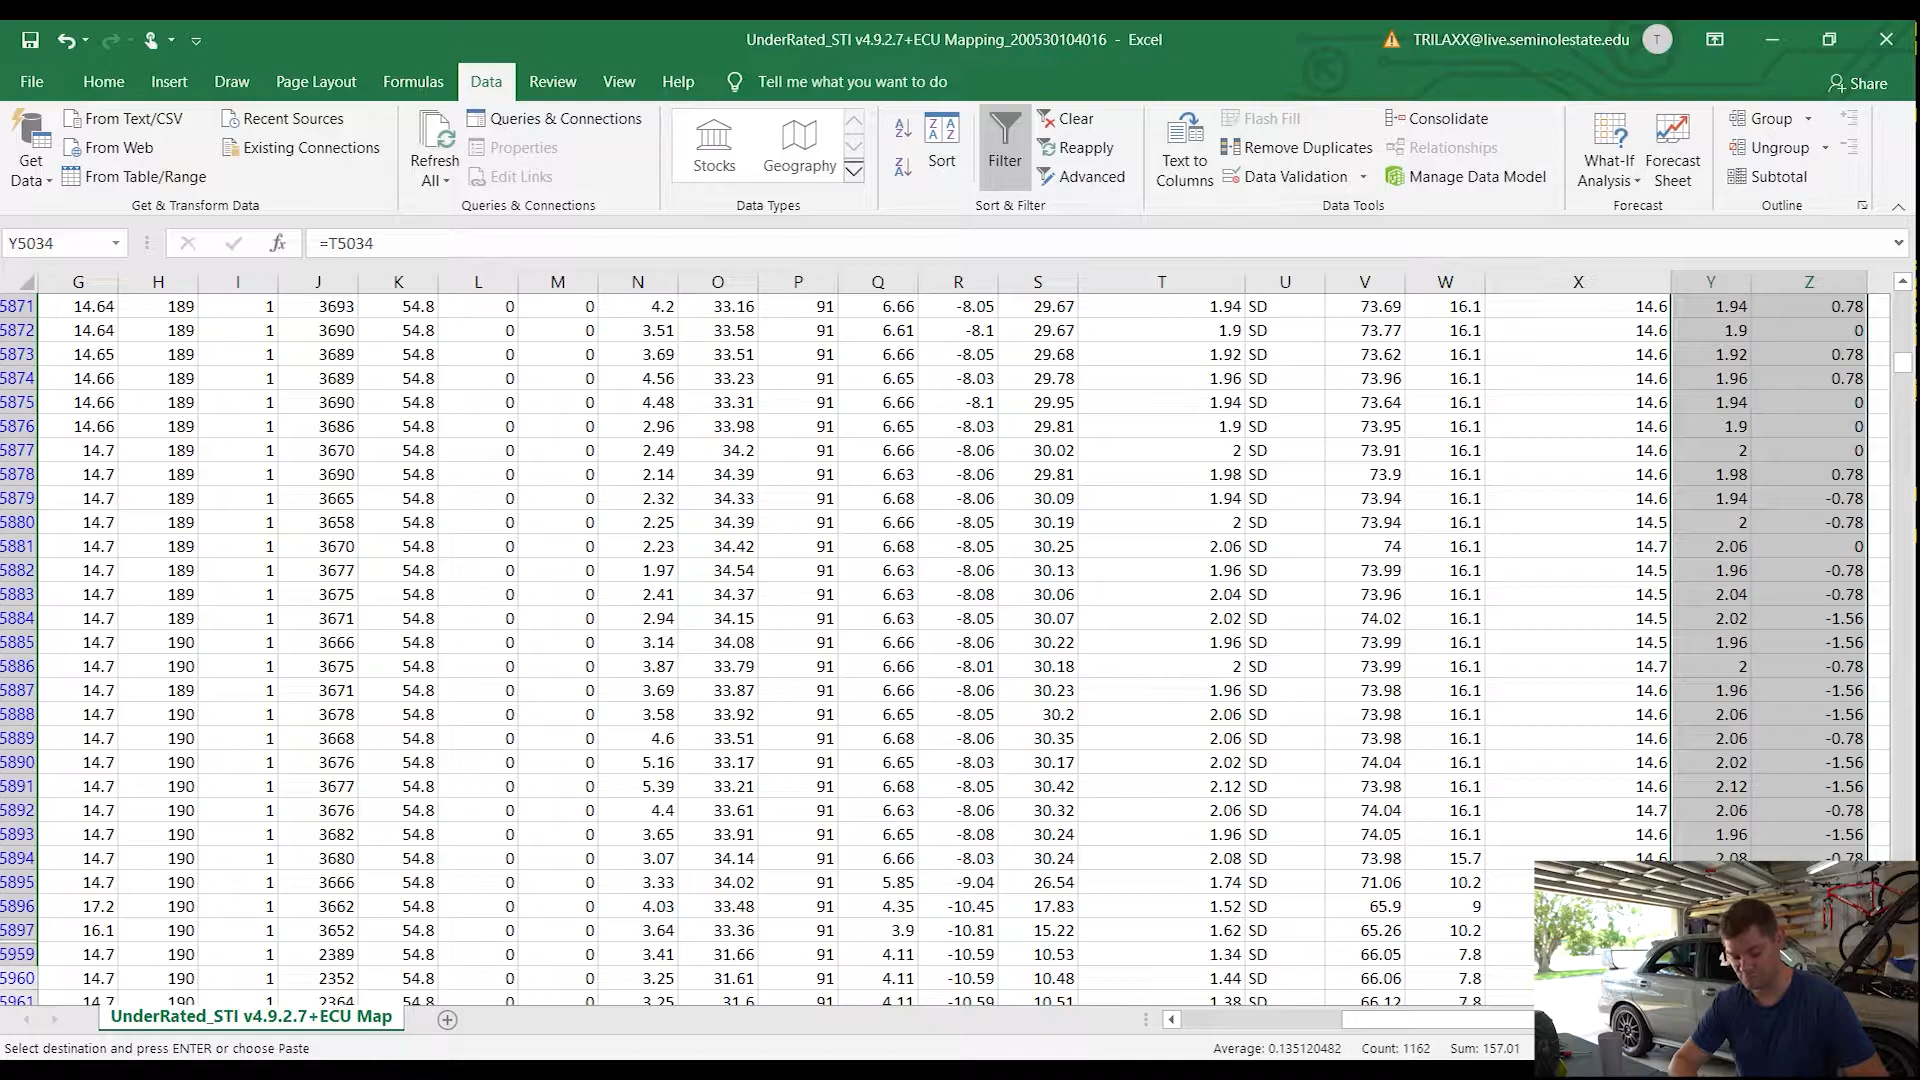 UnderRated_STI v4.9.2.7+ECU Mapping_200530104016 - Excel
TRILAXX@live.seminolestate.edu
T
File Home Insert Draw Page Layout Formulas Data Review View Help Tell me what you want to do
Share
Get Data
From Text/CSV
From Web
From Table/Range
Recent Sources
Existing Connections
Get & Transform Data
Refresh All
Queries & Connections
Properties
Edit Links
Queries & Connections
Stocks
Geography
Data Types
Sort
Filter
Clear
Reapply
Advanced
Sort & Filter
Text to Columns
Flash Fill
Remove Duplicates
Data Validation
Consolidate
Relationships
Manage Data Model
Data Tools
What-If Analysis
Forecast Sheet
Forecast
Group
Ungroup
Subtotal
Outline
Y5034
fx
=T5034
G H I J K L M N O P Q R S T U V W X Y Z
5871 14.64 189 1 3693 54.8 0 0 4.2 33.16 91 6.66 -8.05 29.67 1.94 SD 73.69 16.1 14.6 1.94 0.78
5872 14.64 189 1 3690 54.8 0 0 3.51 33.58 91 6.61 -8.1 29.67 1.9 SD 73.77 16.1 14.6 1.9 0
5873 14.65 189 1 3689 54.8 0 0 3.69 33.51 91 6.66 -8.05 29.68 1.92 SD 73.62 16.1 14.6 1.92 0.78
5874 14.66 189 1 3689 54.8 0 0 4.56 33.23 91 6.65 -8.03 29.78 1.96 SD 73.96 16.1 14.6 1.96 0.78
5875 14.66 189 1 3690 54.8 0 0 4.48 33.31 91 6.66 -8.1 29.95 1.94 SD 73.64 16.1 14.6 1.94 0
5876 14.66 189 1 3686 54.8 0 0 2.96 33.98 91 6.65 -8.03 29.81 1.9 SD 73.95 16.1 14.6 1.9 0
5877 14.7 189 1 3670 54.8 0 0 2.49 34.2 91 6.66 -8.06 30.02 2 SD 73.91 16.1 14.6 2 0
5878 14.7 189 1 3690 54.8 0 0 2.14 34.39 91 6.63 -8.06 29.81 1.98 SD 73.9 16.1 14.6 1.98 0.78
5879 14.7 189 1 3665 54.8 0 0 2.32 34.33 91 6.68 -8.06 30.09 1.94 SD 73.94 16.1 14.6 1.94 -0.78
5880 14.7 189 1 3658 54.8 0 0 2.25 34.39 91 6.66 -8.05 30.19 2 SD 73.94 16.1 14.5 2 -0.78
5881 14.7 189 1 3670 54.8 0 0 2.23 34.42 91 6.68 -8.05 30.25 2.06 SD 74 16.1 14.7 2.06 0
5882 14.7 189 1 3677 54.8 0 0 1.97 34.54 91 6.63 -8.06 30.13 1.96 SD 73.99 16.1 14.5 1.96 -0.78
5883 14.7 189 1 3675 54.8 0 0 2.41 34.37 91 6.63 -8.08 30.06 2.04 SD 73.96 16.1 14.5 2.04 -0.78
5884 14.7 189 1 3671 54.8 0 0 2.94 34.15 91 6.63 -8.05 30.07 2.02 SD 74.02 16.1 14.5 2.02 -1.56
5885 14.7 190 1 3666 54.8 0 0 3.14 34.08 91 6.66 -8.06 30.22 1.96 SD 73.99 16.1 14.5 1.96 -1.56
5886 14.7 190 1 3675 54.8 0 0 3.87 33.79 91 6.66 -8.01 30.18 2 SD 73.99 16.1 14.7 2 -0.78
5887 14.7 189 1 3671 54.8 0 0 3.69 33.87 91 6.66 -8.06 30.23 1.96 SD 73.98 16.1 14.6 1.96 -1.56
5888 14.7 190 1 3678 54.8 0 0 3.58 33.92 91 6.65 -8.05 30.2 2.06 SD 73.98 16.1 14.6 2.06 -1.56
5889 14.7 190 1 3668 54.8 0 0 4.6 33.51 91 6.68 -8.06 30.35 2.06 SD 73.98 16.1 14.6 2.06 -0.78
5890 14.7 190 1 3676 54.8 0 0 5.16 33.17 91 6.65 -8.03 30.17 2.02 SD 74.04 16.1 14.6 2.02 -1.56
5891 14.7 190 1 3677 54.8 0 0 5.39 33.21 91 6.68 -8.05 30.42 2.12 SD 73.98 16.1 14.6 2.12 -1.56
5892 14.7 190 1 3676 54.8 0 0 4.4 33.61 91 6.63 -8.06 30.32 2.06 SD 74.04 16.1 14.7 2.06 -0.78
5893 14.7 190 1 3682 54.8 0 0 3.65 33.91 91 6.65 -8.08 30.24 1.96 SD 74.05 16.1 14.6 1.96 -1.56
5894 14.7 190 1 3680 54.8 0 0 3.07 34.14 91 6.66 -8.03 30.24 2.08 SD 73.98 15.7 14.6 2.08 -0.78
5895 14.7 190 1 3666 54.8 0 0 3.33 34.02 91 5.85 -9.04 26.54 1.74 SD 71.06 10.2
5896 17.2 190 1 3662 54.8 0 0 4.03 33.48 91 4.35 -10.45 17.83 1.52 SD 65.9 9
5897 16.1 190 1 3652 54.8 0 0 3.64 33.36 91 3.9 -10.81 15.22 1.62 SD 65.26 10.2
5959 14.7 190 1 2389 54.8 0 0 3.41 31.66 91 4.11 -10.59 10.53 1.34 SD 66.05 7.8
5960 14.7 190 1 2352 54.8 0 0 3.25 31.61 91 4.11 -10.59 10.48 1.44 SD 66.06 7.8
5961 14.7 190 1 2364 54.8 0 0 3.25 31.6 91 4.11 -10.59 10.51 1.38 SD 66.12 7.8
UnderRated_STI v4.9.2.7+ECU Map
Select destination and press ENTER or choose Paste
Average: 0.135120482 Count: 1162 Sum: 157.01